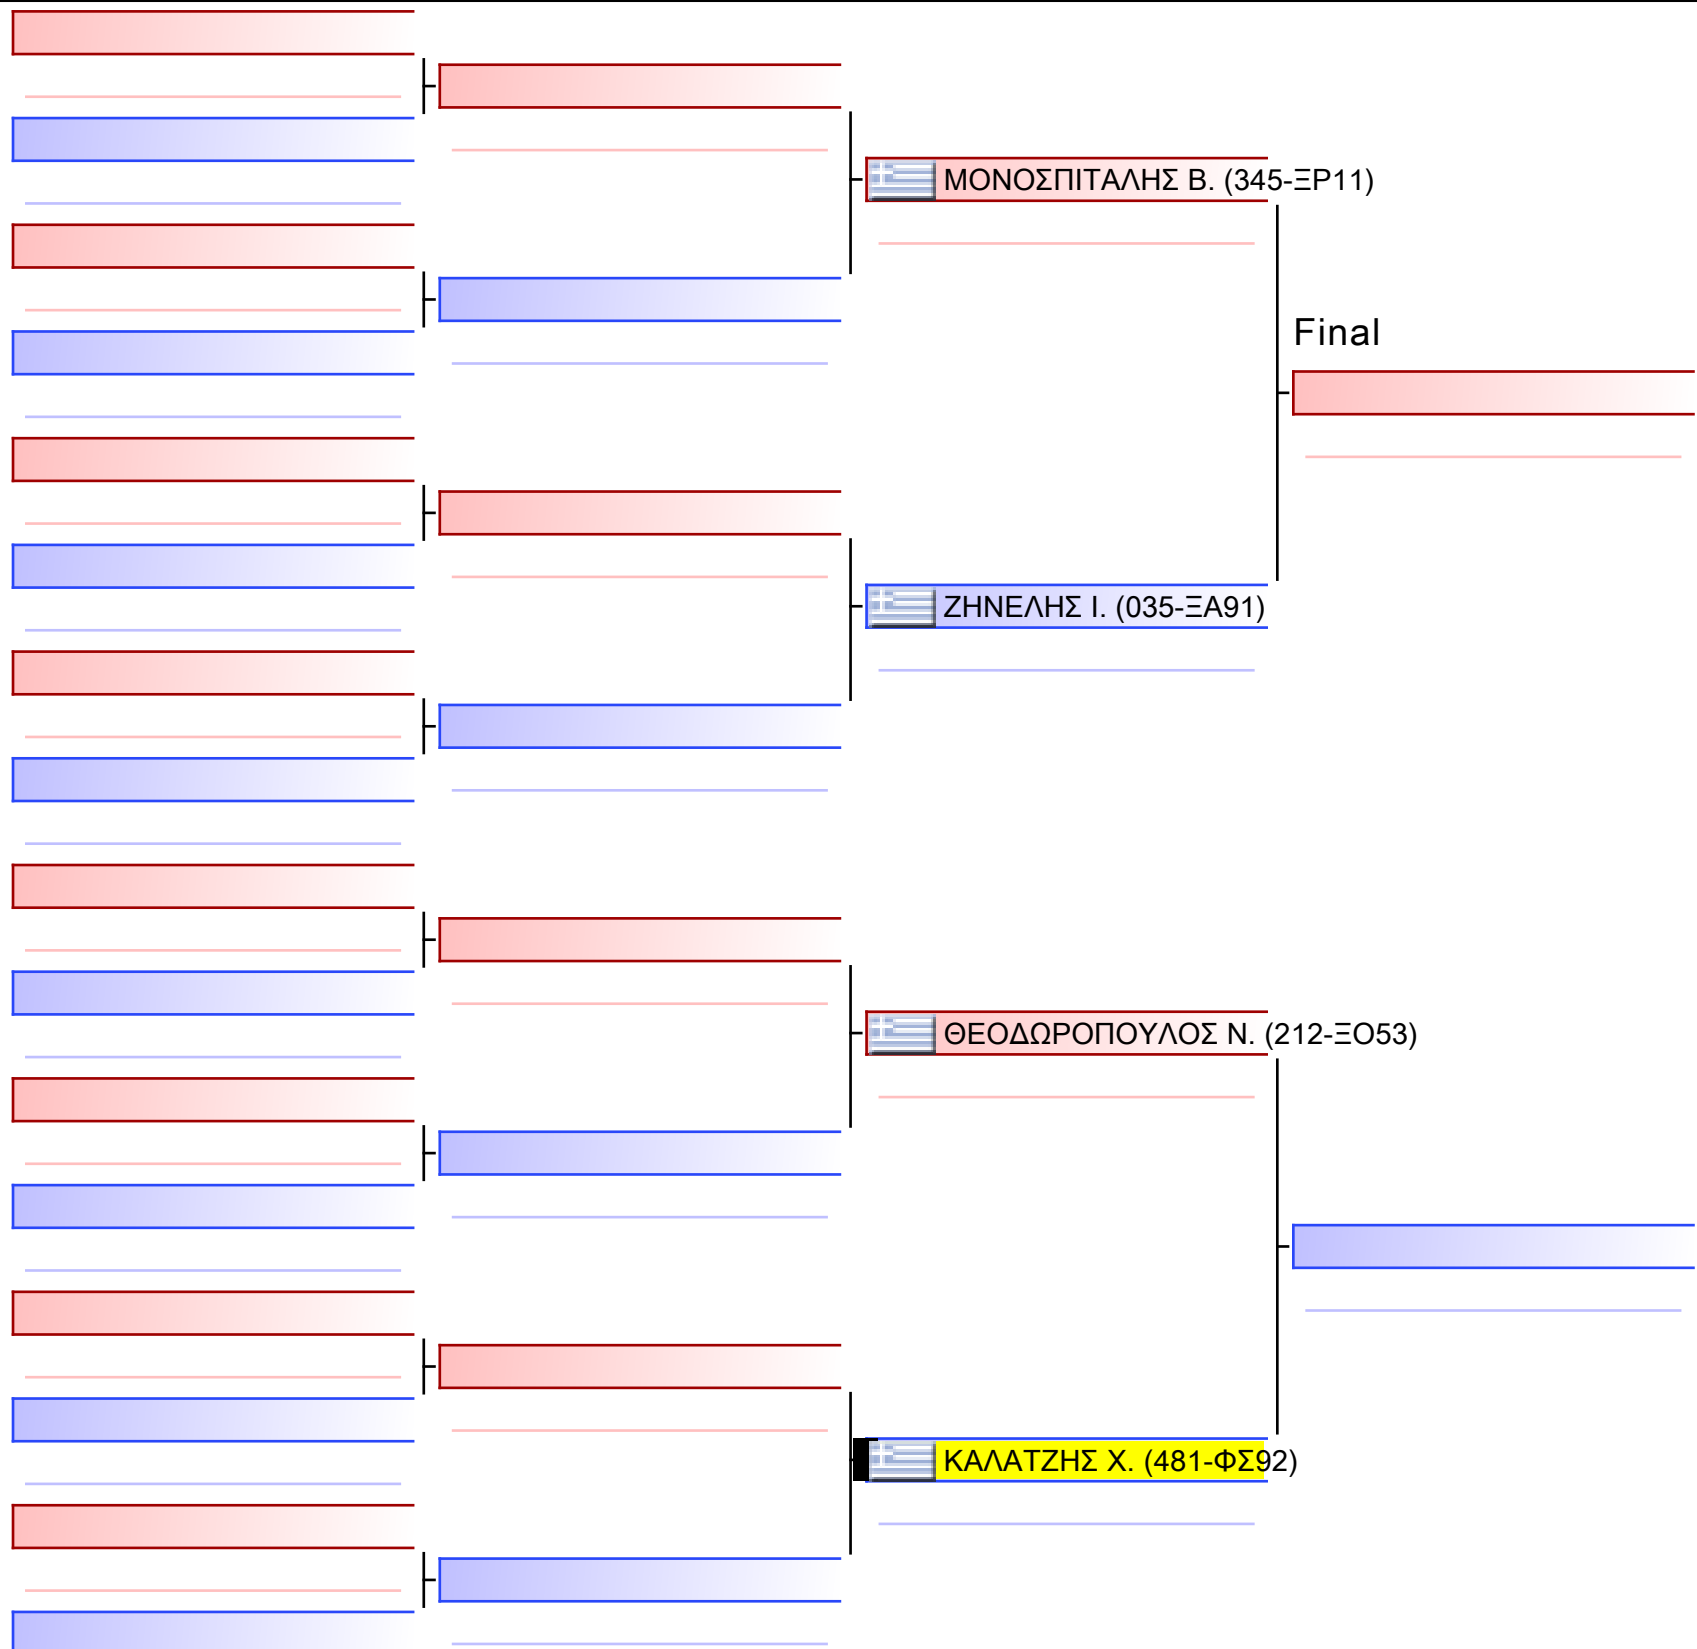 ΜΟΝΟΣΠΙΤΑΛΗΣ Β. (345-ΞΡ11)
Final
ΖΗΝΕΛΗΣ Ι. (035-ΞΑ91)
ΘΕΟΔΩΡΟΠΟΥΛΟΣ Ν. (212-ΞΟ53)
ΚΑΛΑΤΖΗΣ Χ. (481-ΦΣ92)